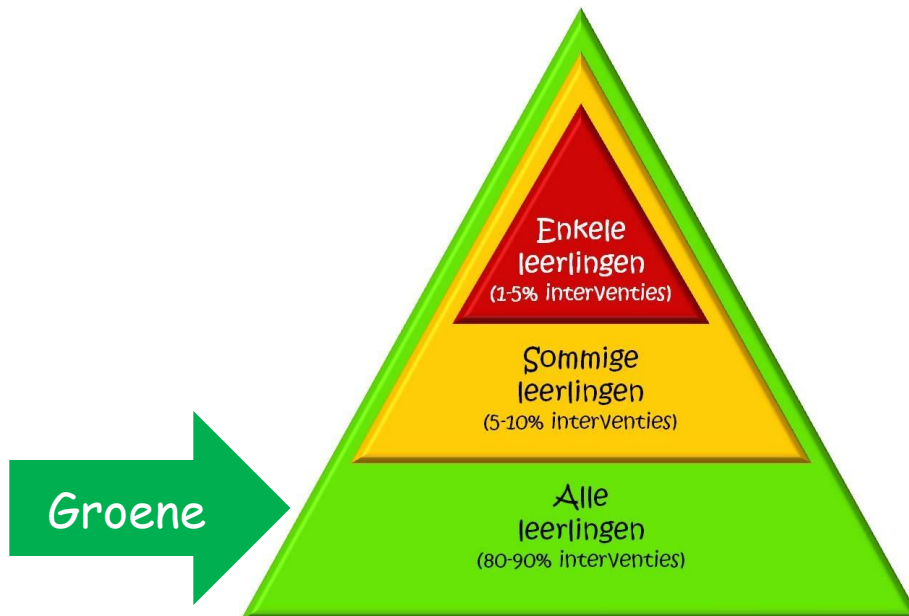 Enkele
leerlingen
(1-5% interventies)
Sommige
leerlingen
(5-10% interventies)
Groene
Alle
leerlingen
(80-90% interventies)